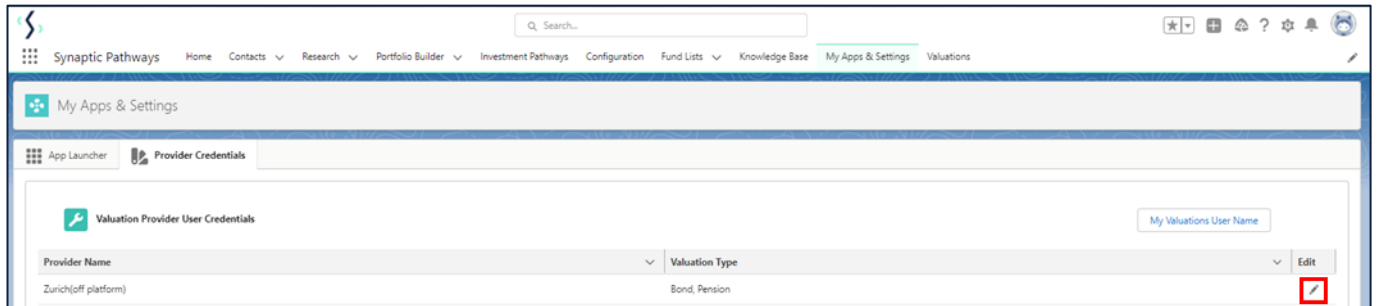 Search...
Synaptic Pathways Home Contacts Research Portfolio Builder Investment Pathways Configuration Fund Lists Knowledge Base My Apps & Settings Valuations
My Apps & Settings
App Launcher Provider Credentials
Valuation Provider User Credentials My Valuations User Name
Provider Name Valuation Type Edit
Zurich(off platform) Bond, Pension